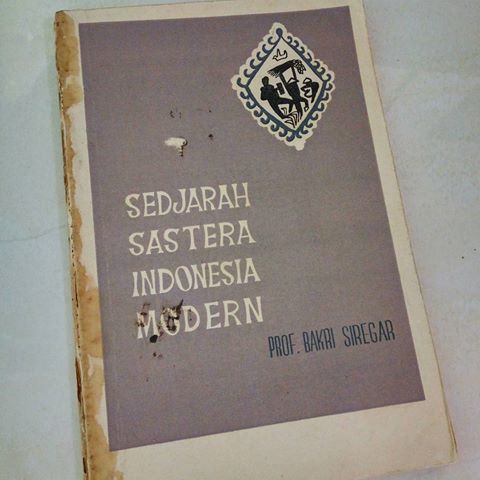 SEDJARAH
SASTERA
INDONESIA
MODERN
PROF. BAKRI SIREGAR